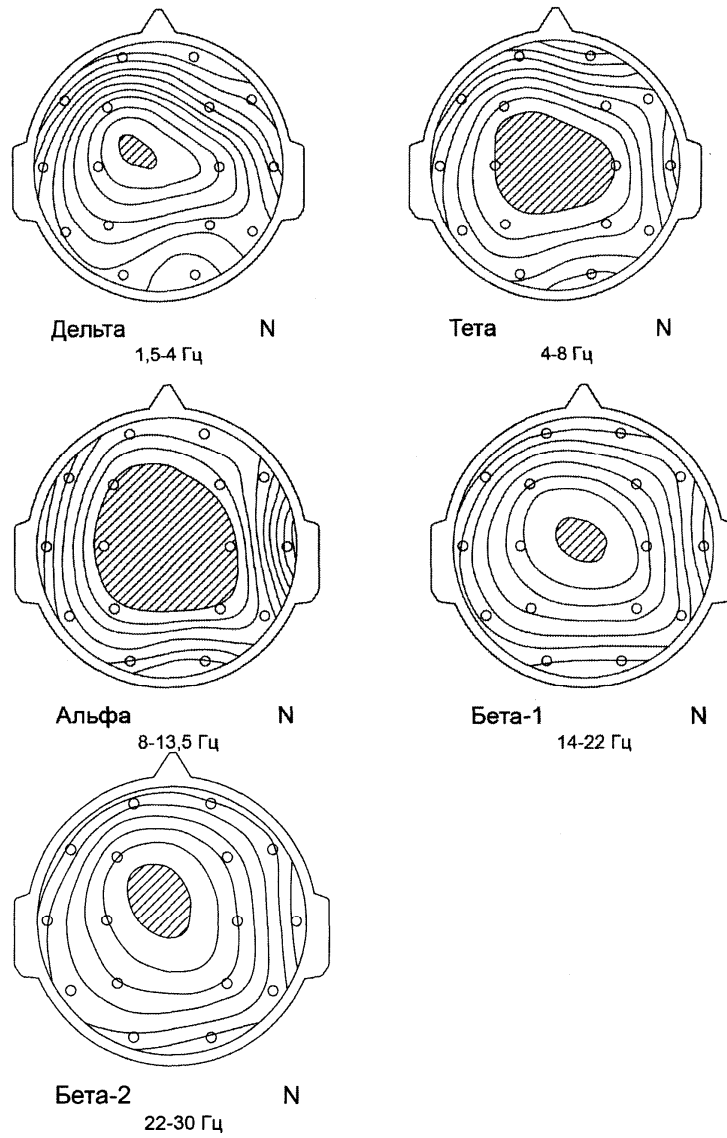 Дельта N
1,5-4 Гц
Тета N
4-8 Гц
Альфа N
8-13,5 Гц
Бета-1 N
14-22 Гц
Бета-2 N
22-30 Гц